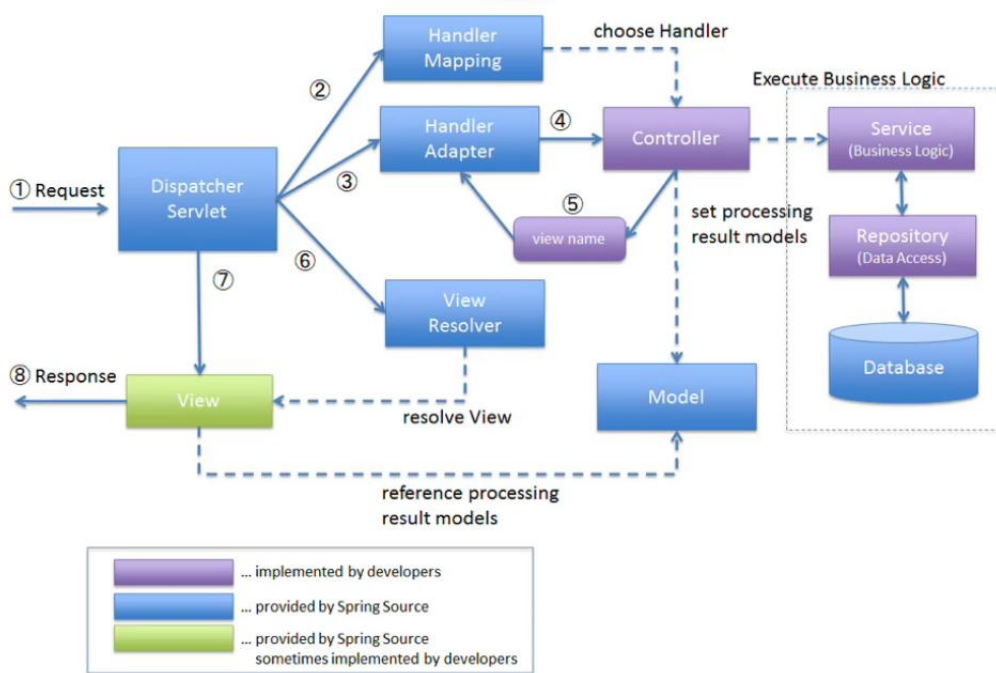 Handler
Mapping
choose Handler
②
Execute Business Logic
Handler
Adapter
④
Controller
Service
(Business Logic)
① Request
Dispatcher
Servlet
③
⑤
view name
set processing
result models
Repository
(Data Access)
⑥
⑦
View
Resolver
⑧ Response
View
resolve View
Model
Database
reference processing
result models
... implemented by developers
... provided by Spring Source
... provided by Spring Source
sometimes implemented by developers